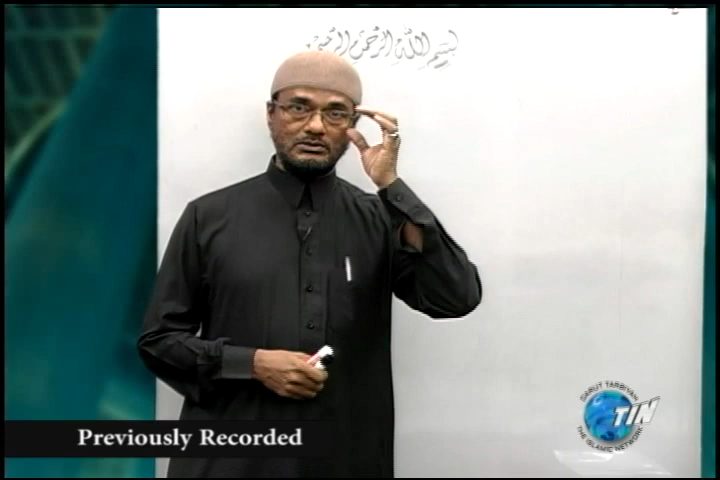 بسم الله الرحمن الرحيم
Previously Recorded
DARUT TARBIYAH
TIN
THE ISLAMIC NETWORK